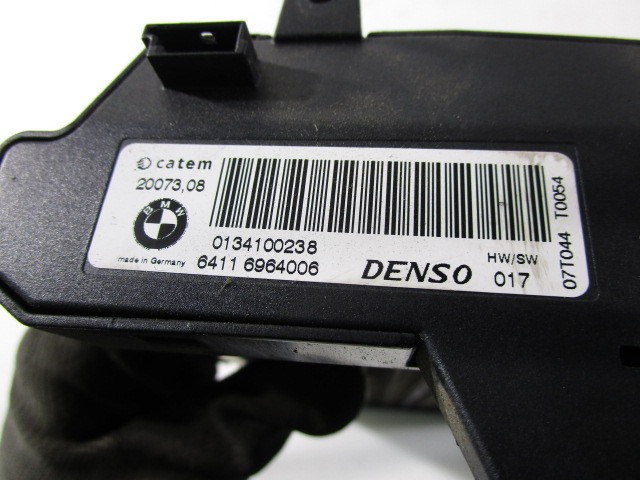 catem
20073,08
BMW
made in Germany
0134100238
6411 6964006
DENSO
HW/SW
017
07T044 T0054